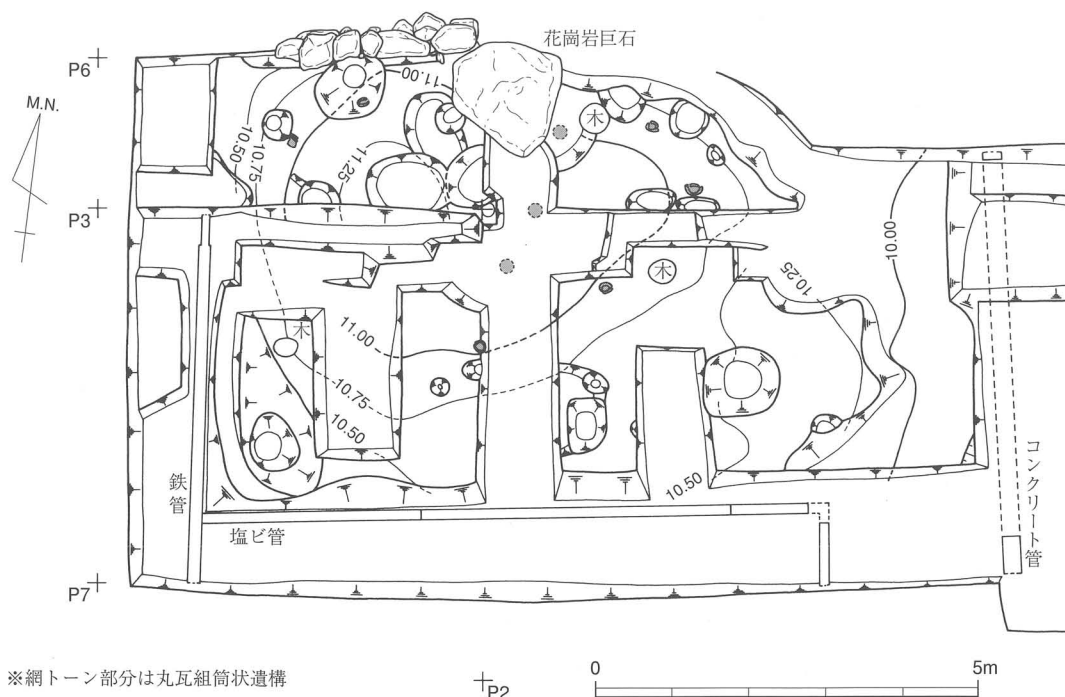 花崗岩巨石
P6
M.N.
11.00
木
10.50
10.75
11.25
P3
10.00
木
10.25
木
11.00
10.75
10.50
10.50
鉄管
塩ビ管
コンクリート管
P7
※網トーン部分は丸瓦組筒状遺構
P2
0
5m